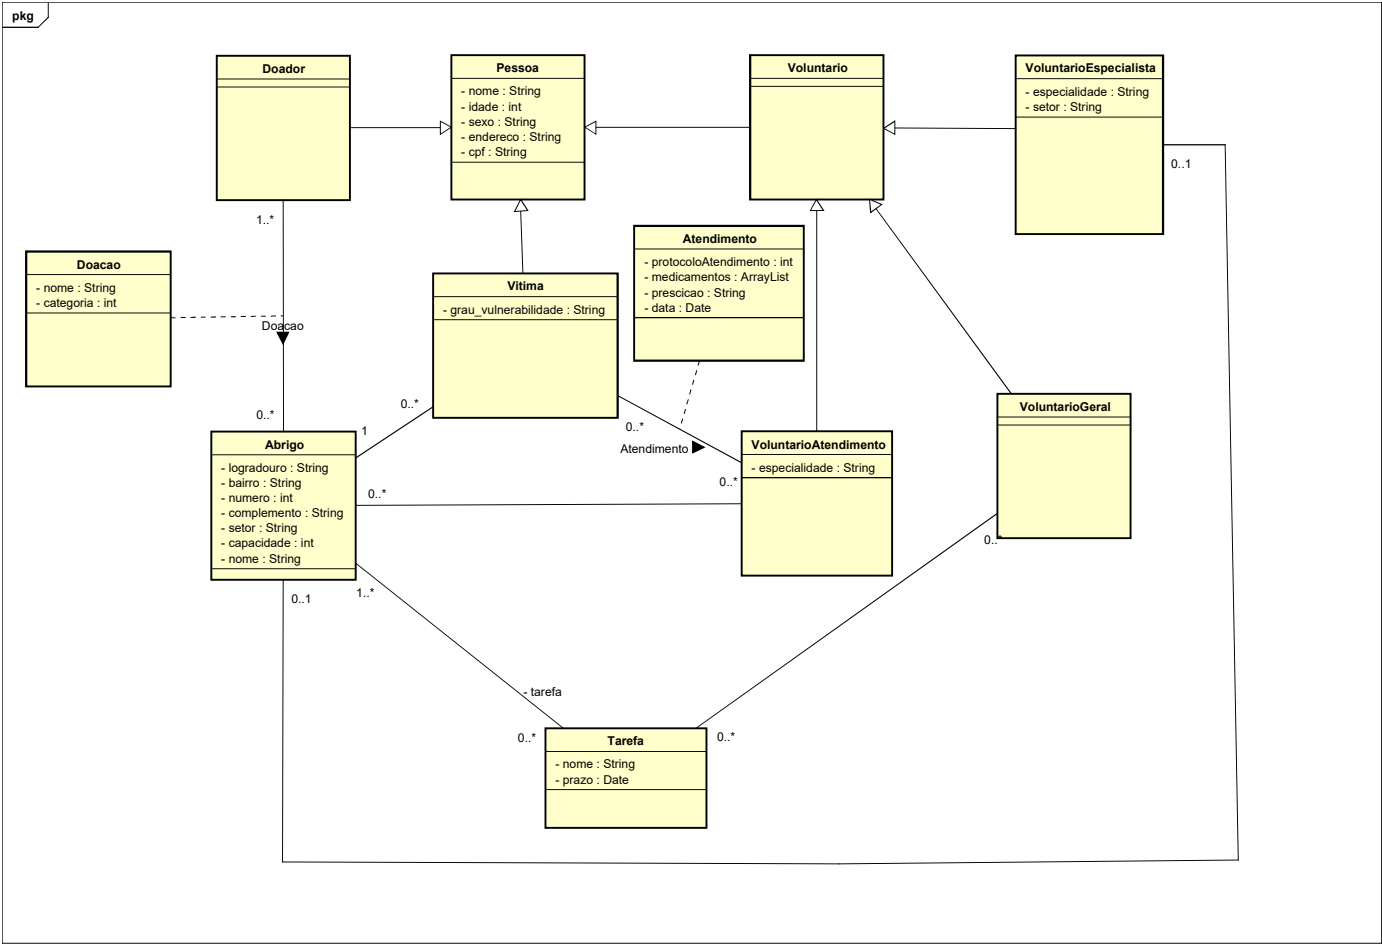 pkg
Doador
Pessoa
- nome : String
- idade : int
- sexo : String
- endereco : String
- cpf : String
Voluntario
VoluntarioEspecialista
- especialidade : String
- setor : String
0..1
1..*
Doacao
- nome : String
- categoria : int
Doacao
0..*
Vitima
- grau_vulnerabilidade : String
Atendimento
- protocoloAtendimento : int
- medicamentos : ArrayList
- prescicao : String
- data : Date
0..*
1
0..*
Atendimento
0..*
VoluntarioAtendimento
- especialidade : String
VoluntarioGeral
0..*
Abrigo
- logradouro : String
- bairro : String
- numero : int
- complemento : String
- setor : String
- capacidade : int
- nome : String
0..*
0..1
1..*
- tarefa
0..*
0..*
Tarefa
- nome : String
- prazo : Date